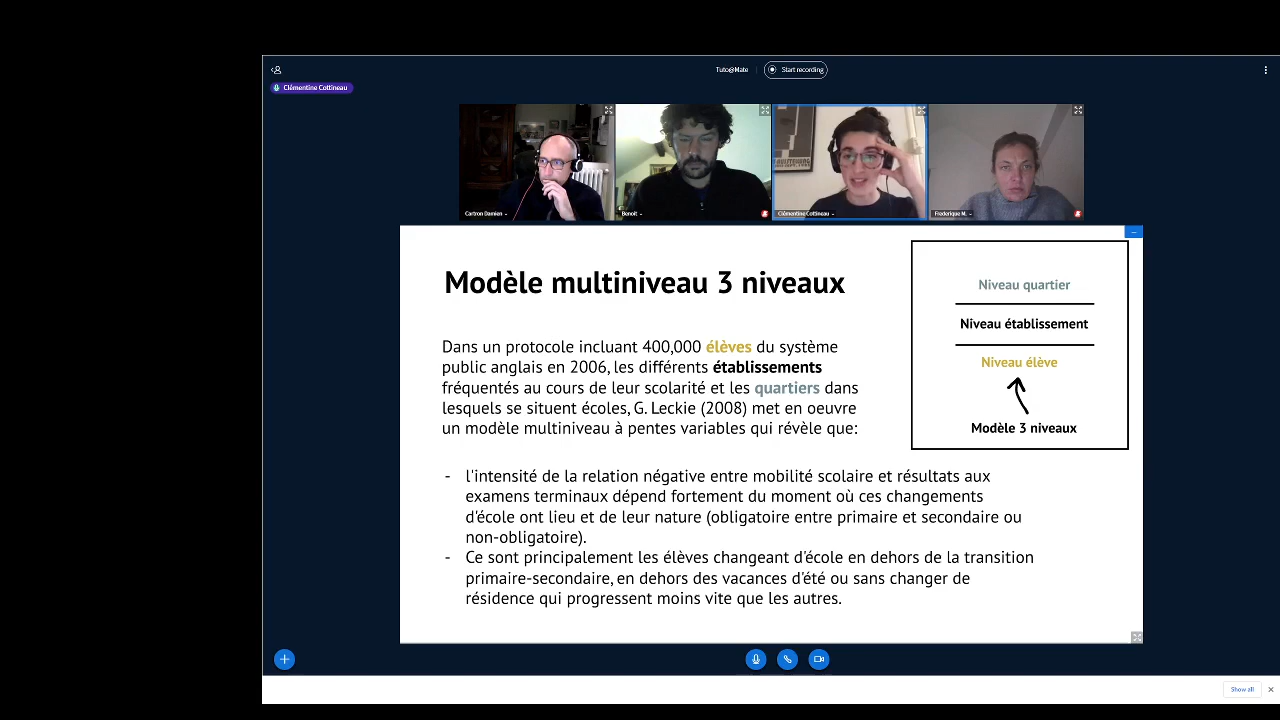 Tuto@Mate
Start recording
Clémentine Cottineau
Cartron Damien
Benoit
Clémentine Cottineau
Frederique M.
Modèle multiniveau 3 niveaux
Dans un protocole incluant 400,000 élèves du système
public anglais en 2006, les différents établissements
fréquentés au cours de leur scolarité et les quartiers dans
lesquels se situent écoles, G. Leckie (2008) met en oeuvre
un modèle multiniveau à pentes variables qui révèle que:
Niveau quartier
Niveau établissement
Niveau élève
Modèle 3 niveaux
- l'intensité de la relation négative entre mobilité scolaire et résultats aux
examens terminaux dépend fortement du moment où ces changements
d'école ont lieu et de leur nature (obligatoire entre primaire et secondaire ou
non-obligatoire).
- Ce sont principalement les élèves changeant d'école en dehors de la transition
primaire-secondaire, en dehors des vacances d'été ou sans changer de
résidence qui progressent moins vite que les autres.
Show all